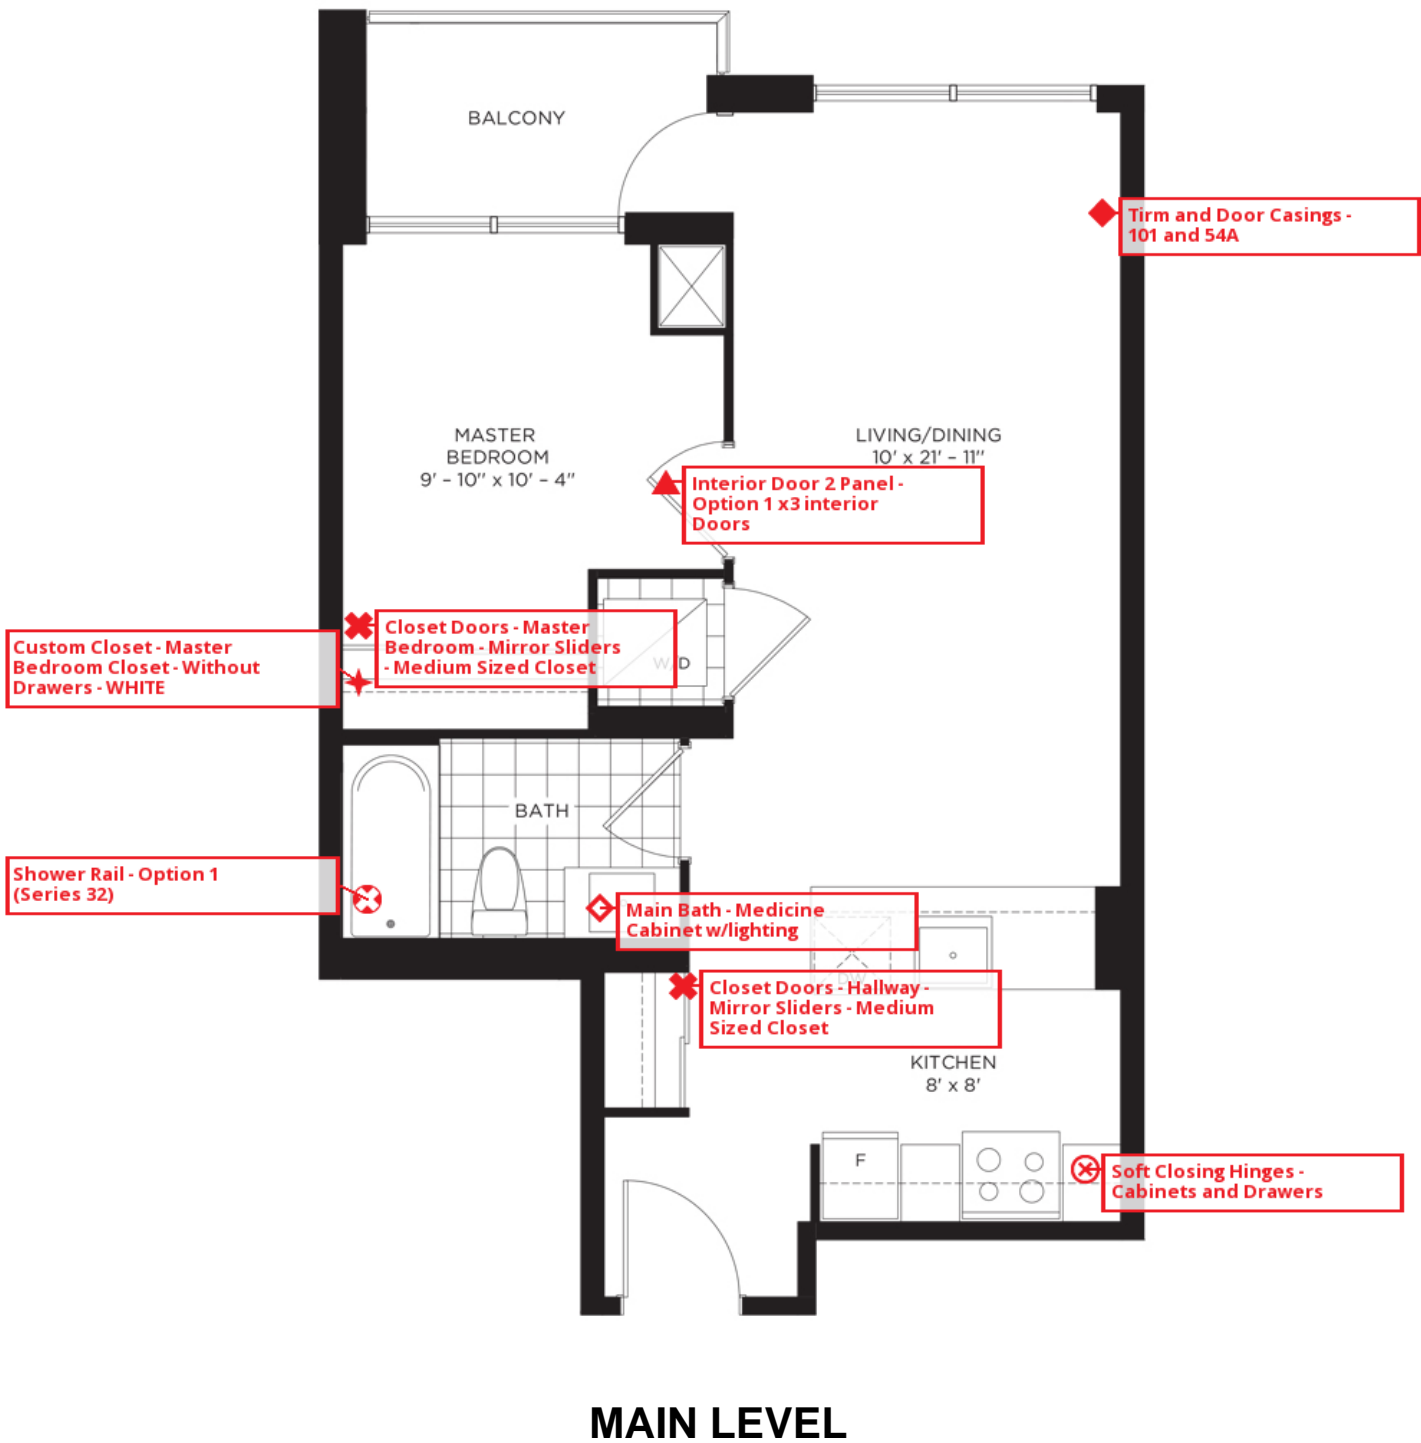 BALCONY
Tirm and Door Casings -
101 and 54A
MASTER
BEDROOM
9' - 10" x 10' - 4"
LIVING/DINING
10' x 21' - 11"
Interior Door 2 Panel -
Option 1 x3 interior
Doors
Closet Doors - Master
Bedroom - Mirror Sliders
- Medium Sized Closet
Custom Closet - Master
Bedroom Closet - Without
Drawers - WHITE
W/D
BATH
Shower Rail - Option 1
(Series 32)
Main Bath - Medicine
Cabinet w/lighting
DW
Closet Doors - Hallway -
Mirror Sliders - Medium
Sized Closet
KITCHEN
8' x 8'
F
Soft Closing Hinges -
Cabinets and Drawers
MAIN LEVEL